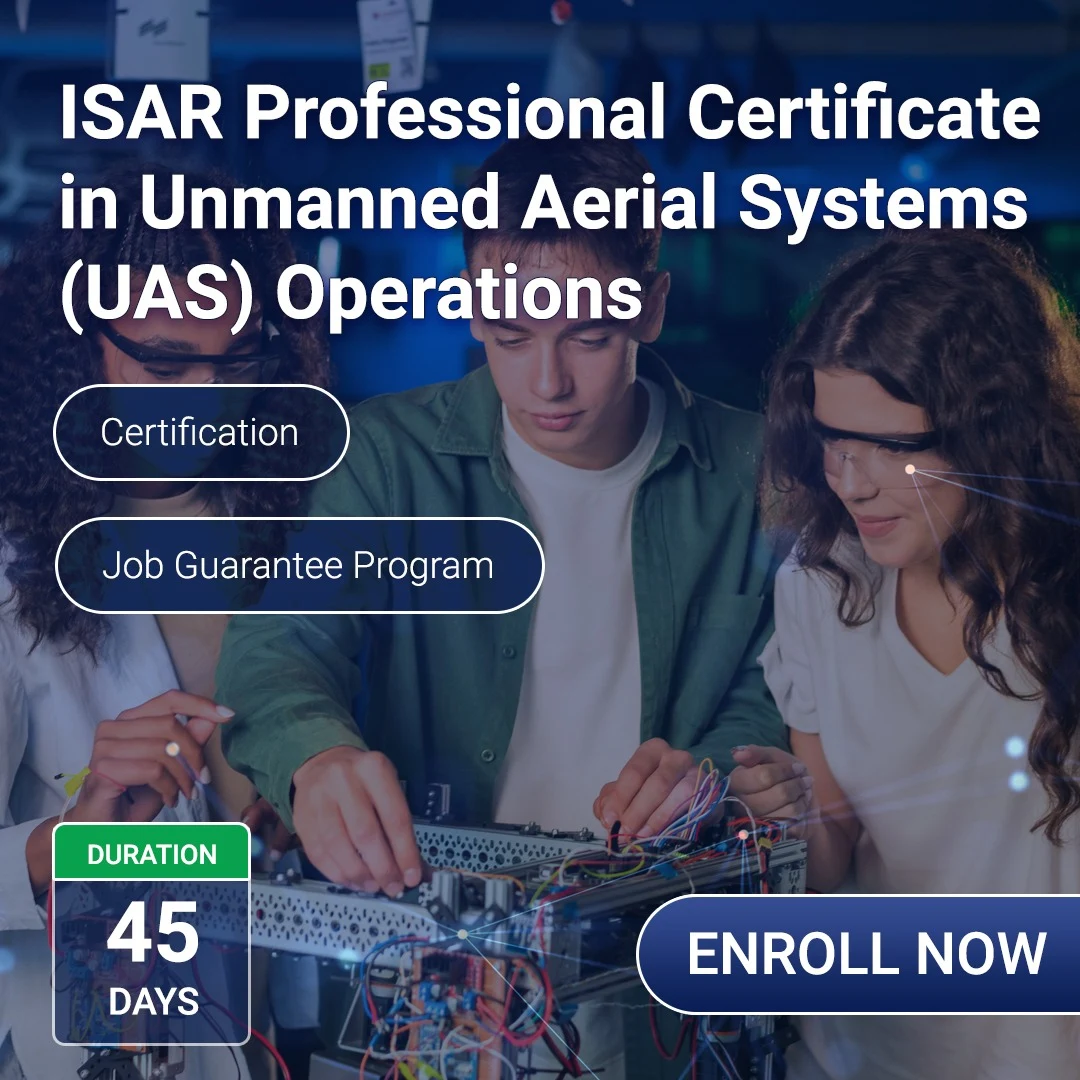 ISAR Professional Certificate
in Unmanned Aerial Systems
(UAS) Operations
Certification
Job Guarantee Program
DURATION
45
DAYS
ENROLL NOW